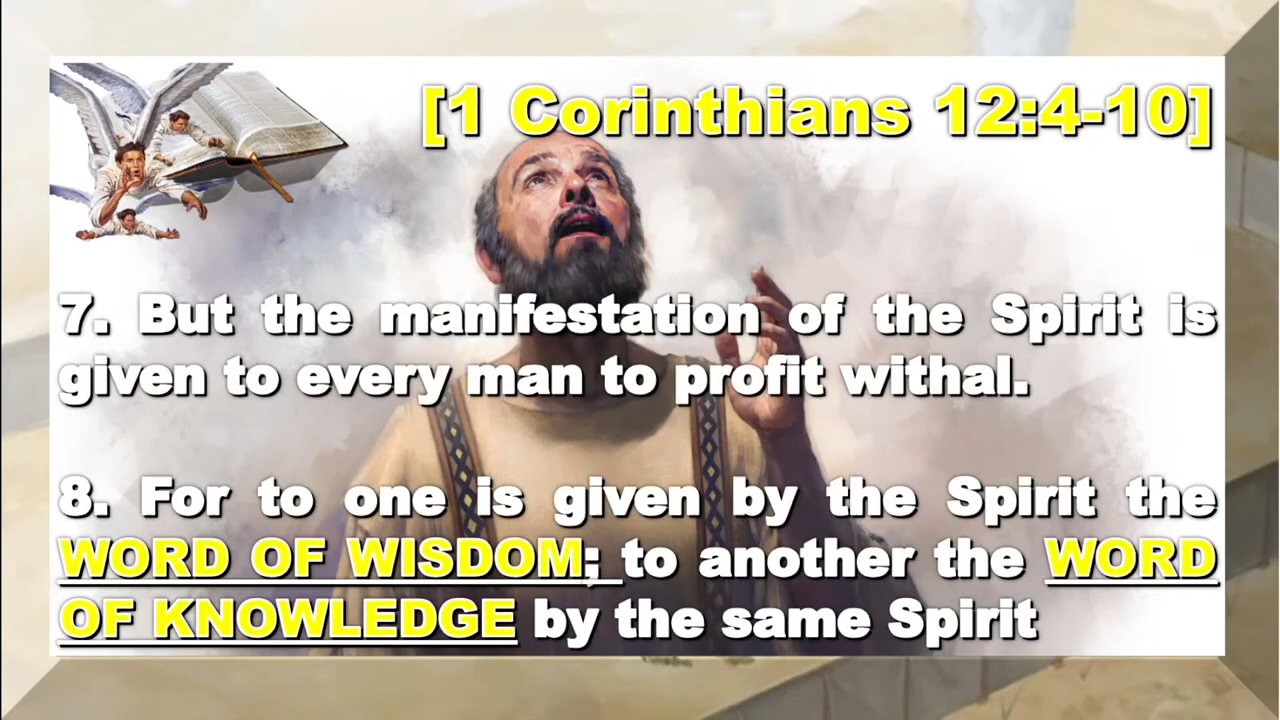 [1 Corinthians 12:4-10]
7. But the manifestation of the Spirit is
given to every man to profit withal.
8. For to one is given by the Spirit the
WORD OF WISDOM; to another the WORD
OF KNOWLEDGE by the same Spirit